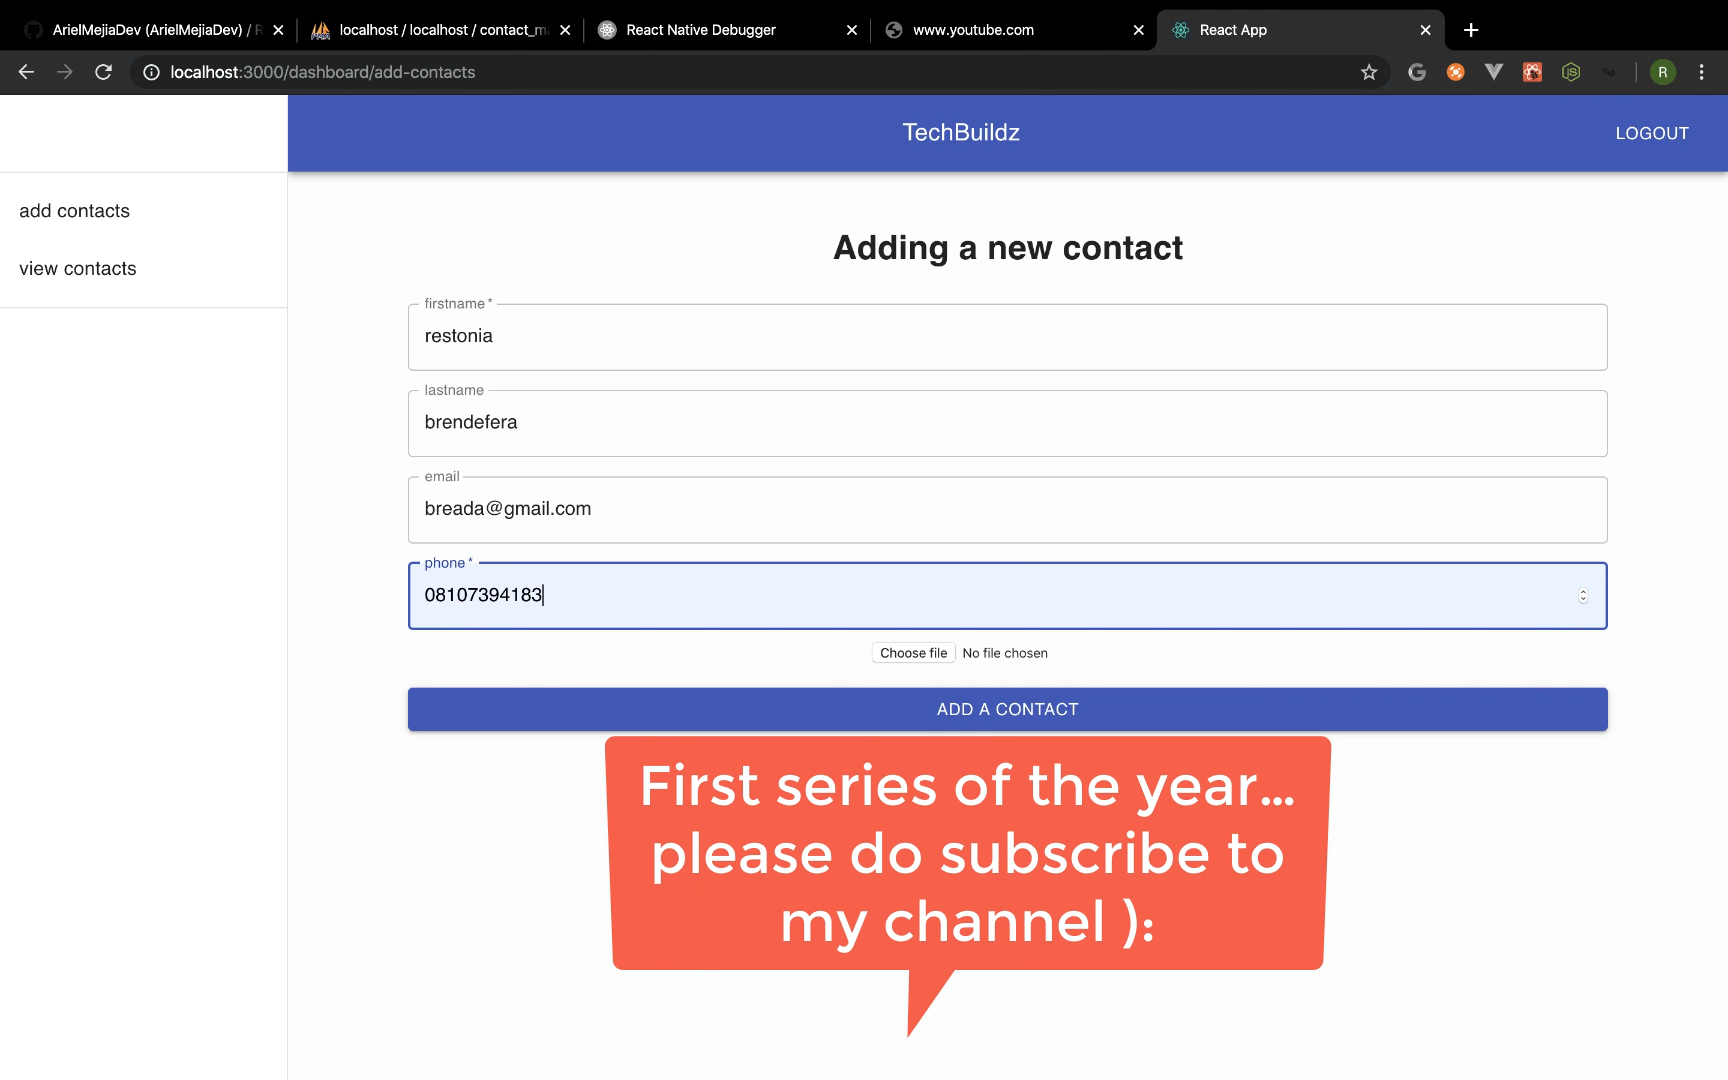 ArielMejiaDev (ArielMejiaDev) / R
localhost / localhost / contact_ma
React Native Debugger
www.youtube.com
React App
localhost:3000/dashboard/add-contacts
R
TechBuildz
LOGOUT
add contacts
view contacts
Adding a new contact
firstname *
restonia
lastname
brendefera
email
breada@gmail.com
phone *
08107394183
Choose file No file chosen
ADD A CONTACT
First series of the year...
please do subscribe to
my channel ):